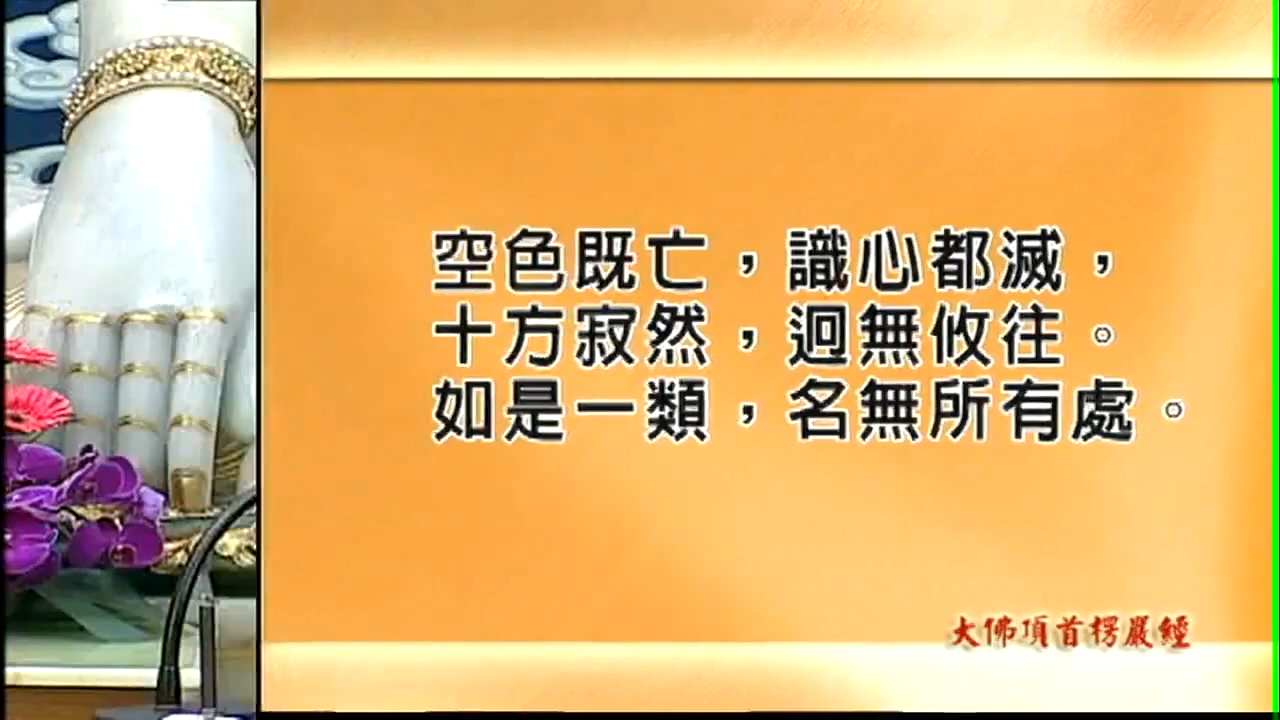 空色既亡，識心都滅，
十方寂然，迥無攸往。
如是一類，名無所有處。
大佛頂首楞嚴經